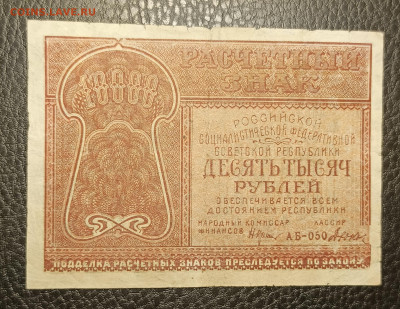 COINS.LAVE.RU
10000
РАСЧЕТНЫЙ
ЗНАК
РОССИЙСКОЙ
СОЦИАЛИСТИЧЕСКОЙ ФЕДЕРАТИВНОЙ
СОВЕТСКОЙ РЕСПУБЛИКИ
ДЕСЯТЬ ТЫСЯЧ
РУБЛЕЙ
ОБЕСПЕЧИВАЕТСЯ ВСЕМ
ДОСТОЯНИЕМ РЕСПУБЛИКИ
НАРОДНЫЙ КОМИССАР КАССИР
ФИНАНСОВ АБ-050
ПОДДЕЛКА РАСЧЕТНЫХ ЗНАКОВ ПРЕСЛЕДУЕТСЯ ПО ЗАКОНУ